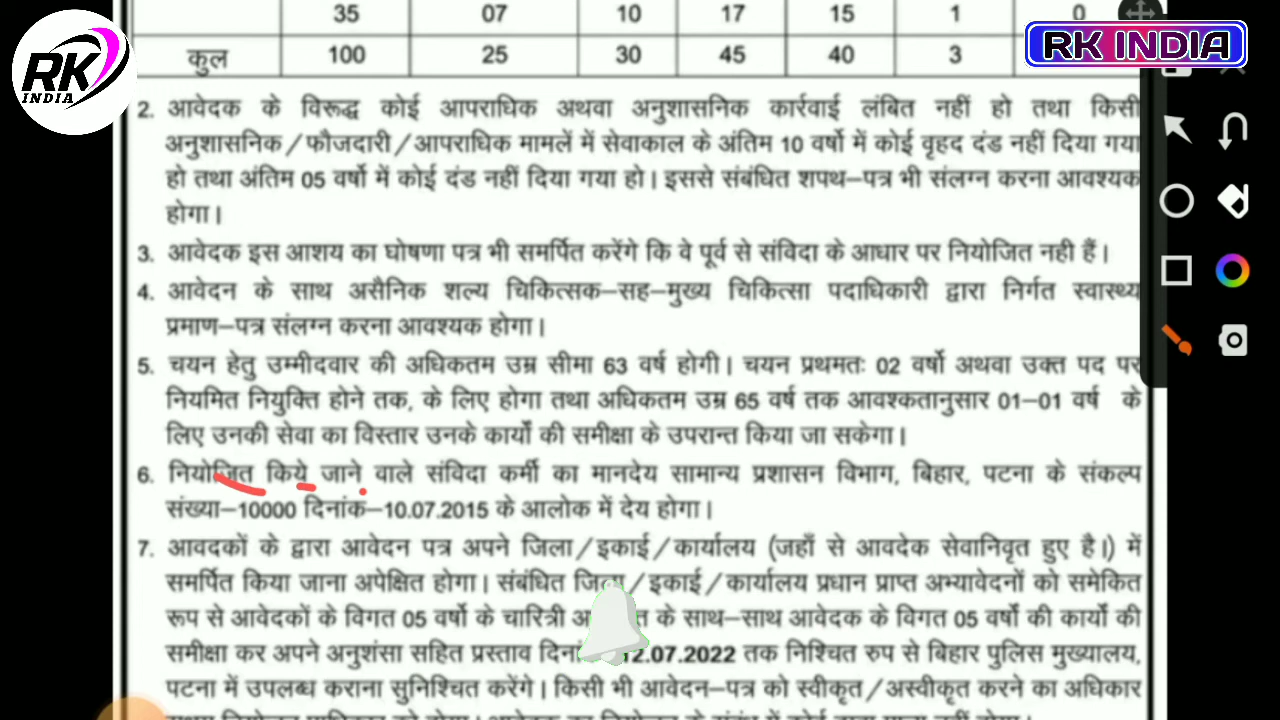 35 07 10 17 15 1 0
कुल 100 25 30 45 40 3
RK
INDIA
RK INDIA
2. आवेदक के विरूद्ध कोई आपराधिक अथवा अनुशासनिक कार्रवाई लंबित नहीं हो तथा किसी
अनुशासनिक/फौजदारी/आपराधिक मामलें में सेवाकाल के अंतिम 10 वर्षो में कोई वृहद दंड नहीं दिया गया
हो तथा अंतिम 05 वर्षो में कोई दंड नहीं दिया गया हो। इससे संबंधित शपथ–पत्र भी संलग्न करना आवश्यक
होगा।
3. आवेदक इस आशय का घोषणा पत्र भी समर्पित करेंगे कि वे पूर्व से संविदा के आधार पर नियोजित नही हैं।
4. आवेदन के साथ असैनिक शल्य चिकित्सक–सह–मुख्य चिकित्सा पदाधिकारी द्वारा निर्गत स्वास्थ्य
प्रमाण–पत्र संलग्न करना आवश्यक होगा।
5. चयन हेतु उम्मीदवार की अधिकतम उम्र सीमा 63 वर्ष होगी। चयन प्रथमतः 02 वर्षो अथवा उक्त पद पर
नियमित नियुक्ति होने तक, के लिए होगा तथा अधिकतम उम्र 65 वर्ष तक आवश्कतानुसार 01–01 वर्ष के
लिए उनकी सेवा का विस्तार उनके कार्यो की समीक्षा के उपरान्त किया जा सकेगा।
6. नियोजित किये जाने वाले संविदा कर्मी का मानदेय सामान्य प्रशासन विभाग, बिहार, पटना के संकल्प
संख्या–10000 दिनांक–10.07.2015 के आलोक में देय होगा।
7. आवदकों के द्वारा आवेदन पत्र अपने जिला/इकाई/कार्यालय (जहाँ से आवदेक सेवानिवृत हुए है।) में
समर्पित किया जाना अपेक्षित होगा। संबंधित जिला/इकाई/कार्यालय प्रधान प्राप्त अभ्यावेदनों को समेकित
रूप से आवेदकों के विगत 05 वर्षो के चारित्री के साथ–साथ आवेदक के विगत 05 वर्षो की कार्यो की
समीक्षा कर अपने अनुशंसा सहित प्रस्ताव 12.07.2022 तक निश्चित रुप से बिहार पुलिस मुख्यालय,
पटना में उपलब्ध कराना सुनिश्चित करेंगे। किसी भी आवेदन–पत्र को स्वीकृत/अस्वीकृत करने का अधिकार